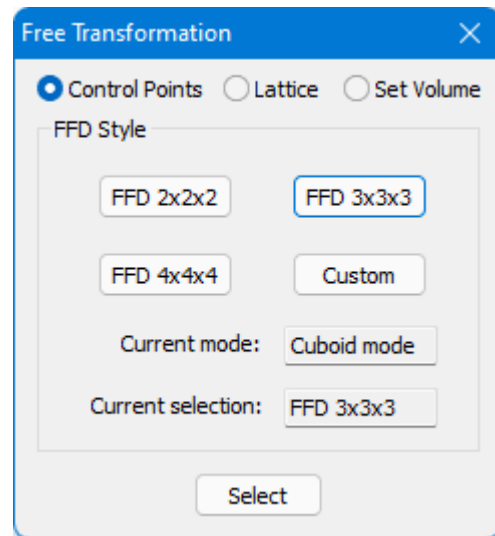 Free Transformation
Control Points Lattice Set Volume
FFD Style
FFD 2x2x2 FFD 3x3x3
FFD 4x4x4 Custom
Current mode: Cuboid mode
Current selection: FFD 3x3x3
Select